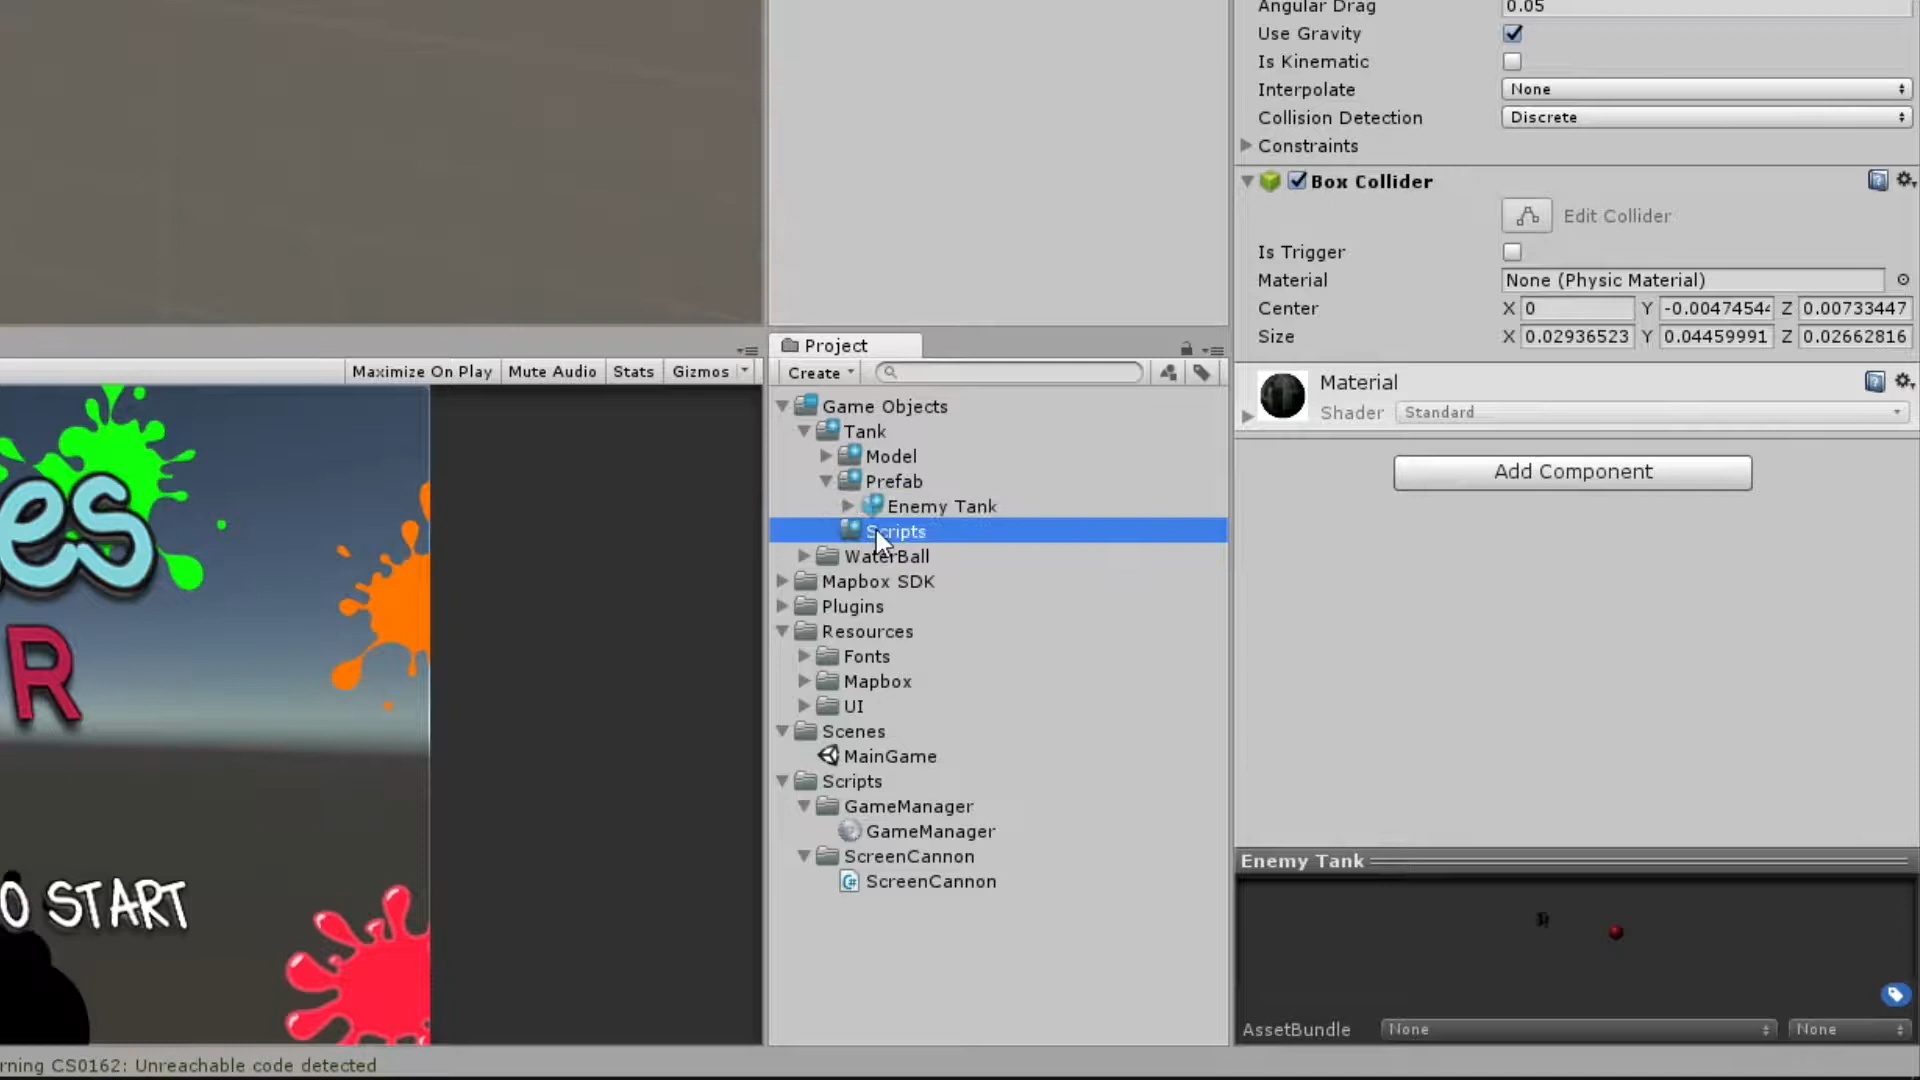 Angular Drag 0.05
Use Gravity
Is Kinematic
Interpolate None
Collision Detection Discrete
Constraints
Box Collider
Edit Collider
Is Trigger
Material None (Physic Material)
Center X 0 Y -0.0047454 Z 0.00733447
Size X 0.02936523 Y 0.04459991 Z 0.02662816
Material
Shader Standard
Add Component
Enemy Tank
AssetBundle None None
Project
Create
Game Objects
Tank
Model
Prefab
Enemy Tank
Scripts
WaterBall
Mapbox SDK
Plugins
Resources
Fonts
Mapbox
UI
Scenes
MainGame
Scripts
GameManager
GameManager
ScreenCannon
ScreenCannon
Maximize On Play Mute Audio Stats Gizmos
es
R
O START
rning CS0162: Unreachable code detected